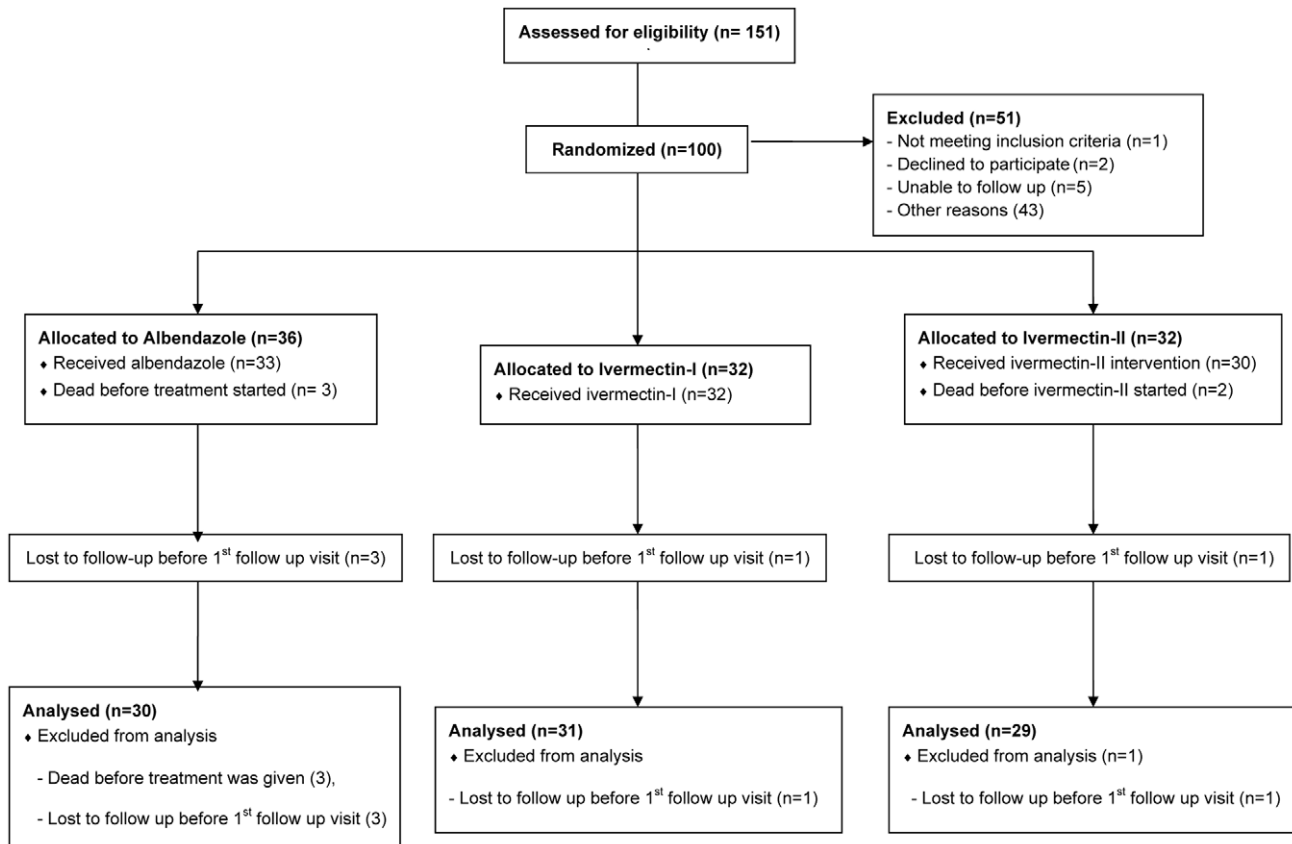 Assessed for eligibility (n= 151)
.
Randomized (n=100)
Excluded (n=51)
- Not meeting inclusion criteria (n=1)
- Declined to participate (n=2)
- Unable to follow up (n=5)
- Other reasons (43)
Allocated to Albendazole (n=36)
♦ Received albendazole (n=33)
♦ Dead before treatment started (n= 3)
Allocated to Ivermectin-I (n=32)
♦ Received ivermectin-I (n=32)
Allocated to Ivermectin-II (n=32)
♦ Received ivermectin-II intervention (n=30)
♦ Dead before ivermectin-II started (n=2)
Lost to follow-up before 1st follow up visit (n=3)
Lost to follow-up before 1st follow up visit (n=1)
Lost to follow-up before 1st follow up visit (n=1)
Analysed (n=30)
♦ Excluded from analysis
- Dead before treatment was given (3),
- Lost to follow up before 1st follow up visit (3)
Analysed (n=31)
♦ Excluded from analysis
- Lost to follow up before 1st follow up visit (n=1)
Analysed (n=29)
♦ Excluded from analysis (n=1)
- Lost to follow up before 1st follow up visit (n=1)